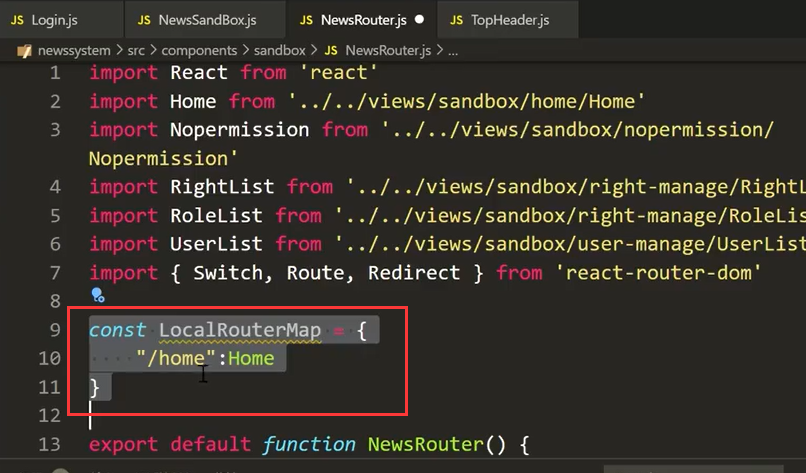 JS Login.js JS NewsSandBox.js JS NewsRouter.js ● JS TopHeader.js
newssystem > src > components > sandbox > JS NewsRouter.js > ...
1 import React from 'react'
2 import Home from '../../views/sandbox/home/Home'
3 import Nopermission from '../../views/sandbox/nopermission/
Nopermission'
4 import RightList from '../../views/sandbox/right-manage/RightL
5 import RoleList from '../../views/sandbox/right-manage/RoleLis
6 import UserList from '../../views/sandbox/user-manage/UserList
7 import { Switch, Route, Redirect } from 'react-router-dom'
8
9 const LocalRouterMap = {
10 "/home":Home
11 }
12
13 export default function NewsRouter() {